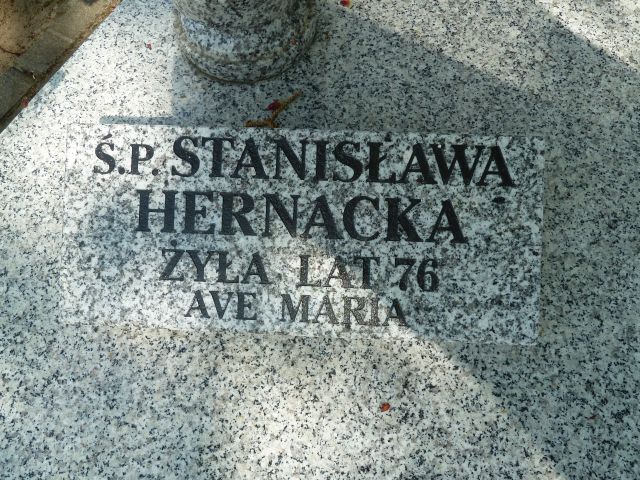 Ś.P. STANISŁAWA
HERNACKA
ŻYŁA LAT 76
AVE MARIA